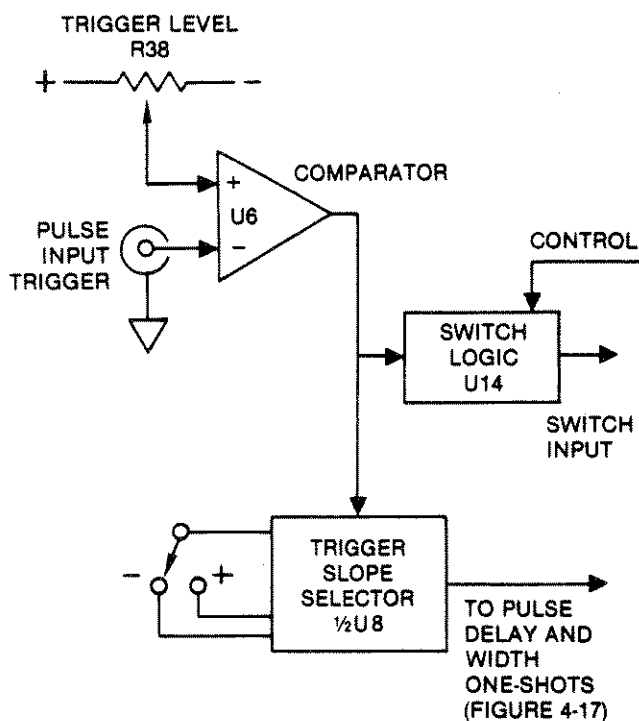 TRIGGER LEVEL
R38
+ -
+
COMPARATOR
U6
-
PULSE
INPUT
TRIGGER
CONTROL
SWITCH
LOGIC
U14
SWITCH
INPUT
- +
TRIGGER
SLOPE
SELECTOR
½U8
TO PULSE
DELAY AND
WIDTH
ONE-SHOTS
(FIGURE 4-17)